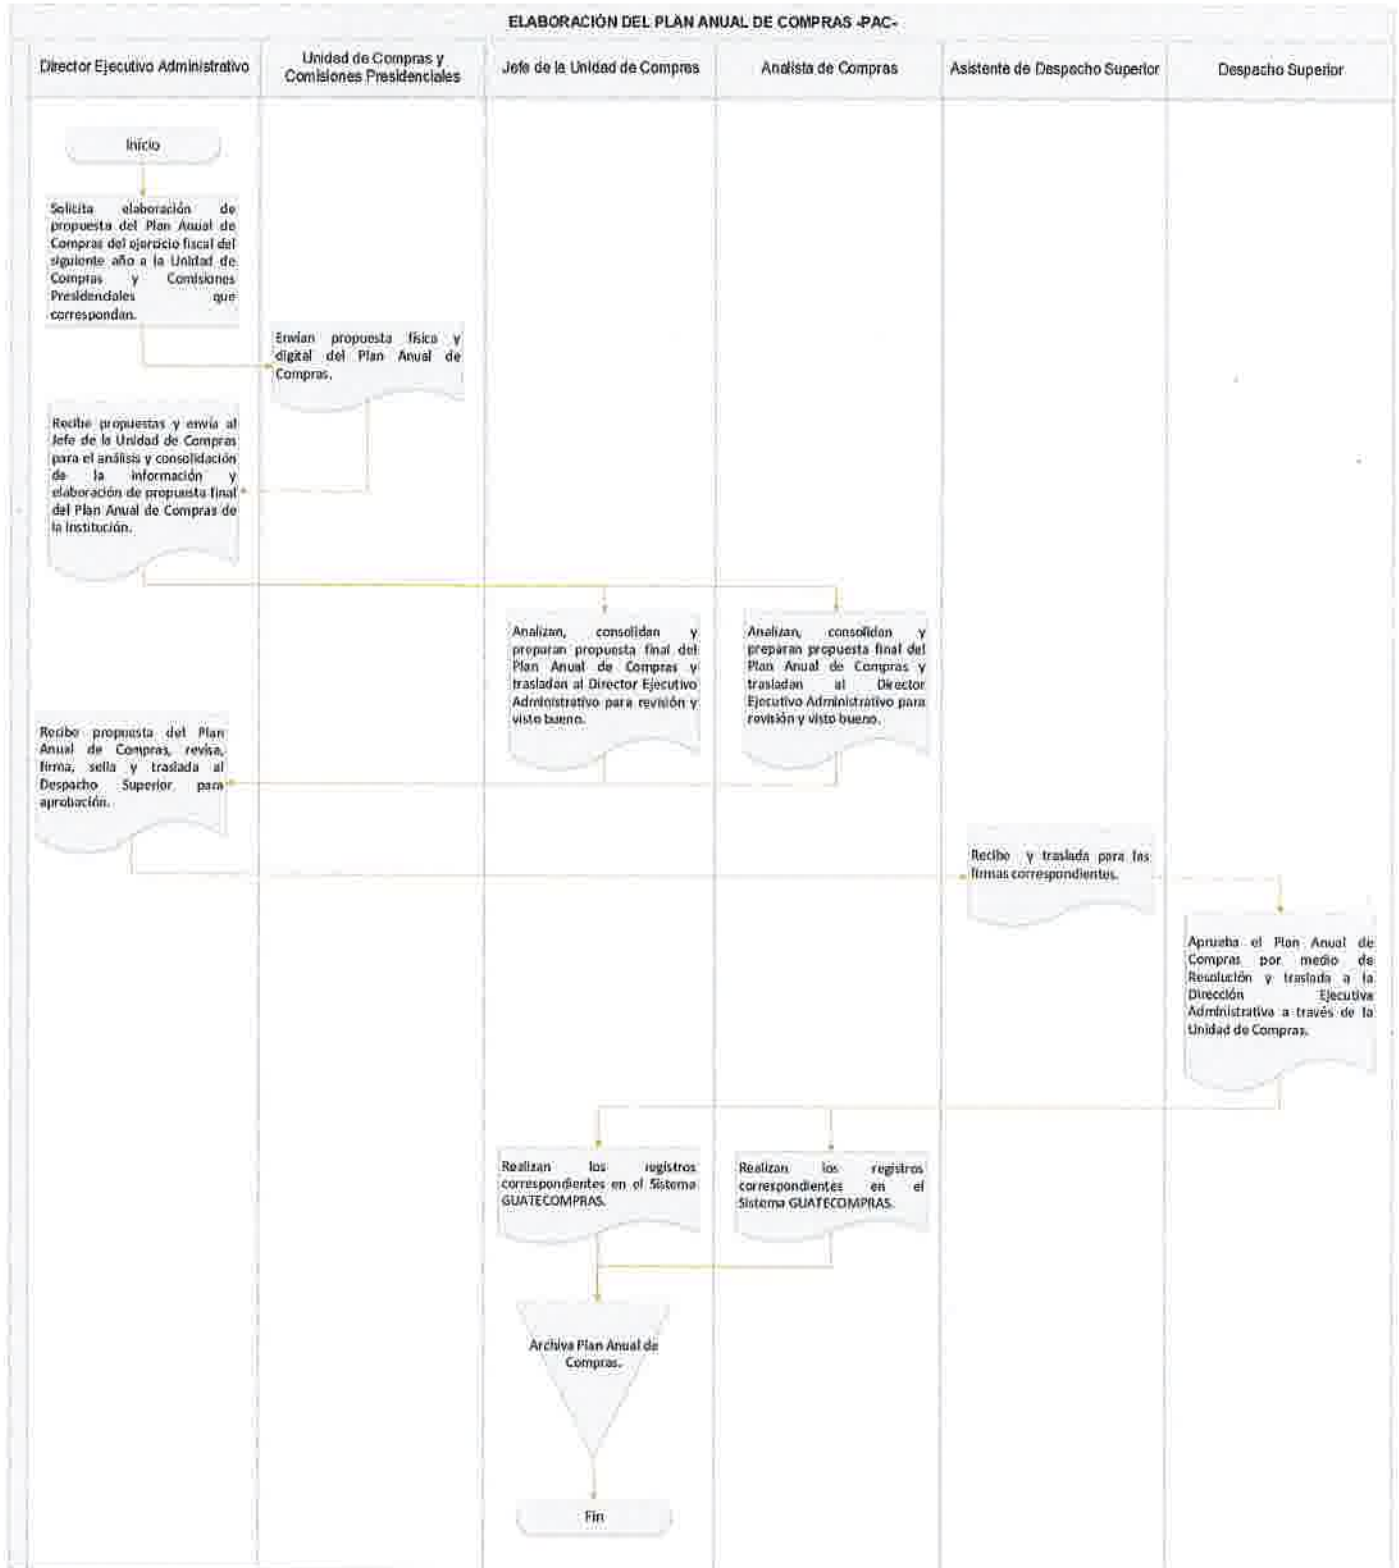 ELABORACIÓN DEL PLAN ANUAL DE COMPRAS -PAC-
Director Ejecutivo Administrativo
Unidad de Compras y
Comisiones Presidenciales
Jefe de la Unidad de Compras
Analista de Compras
Asistente de Despacho Superior
Despacho Superior
Inicio
Solicita elaboración de
propuesta del Plan Anual de
Compras del ejercicio fiscal del
siguiente año a la Unidad de
Compras y Comisiones
Presidenciales que
correspondan.
Envían propuesta física y
digital del Plan Anual de
Compras.
Recibe propuestas y envía al
Jefe de la Unidad de Compras
para el análisis y consolidación
de la información y
elaboración de propuesta final
del Plan Anual de Compras de
la Institución.
Analizan, consolidan y
preparan propuesta final del
Plan Anual de Compras y
trasladan al Director Ejecutivo
Administrativo para revisión y
visto bueno.
Analizan, consolidan y
preparan propuesta final del
Plan Anual de Compras y
trasladan al Director
Ejecutivo Administrativo para
revisión y visto bueno.
Recibe propuesta del Plan
Anual de Compras, revisa,
firma, sella y traslada al
Despacho Superior para
aprobación.
Recibe y traslada para las
firmas correspondientes.
Aprueba el Plan Anual de
Compras por medio de
Resolución y traslada a la
Dirección Ejecutiva
Administrativa a través de la
Unidad de Compras.
Realizan los registros
correspondientes en el Sistema
GUATECOMPRAS.
Realizan los registros
correspondientes en el
Sistema GUATECOMPRAS.
Archiva Plan Anual de
Compras.
Fin